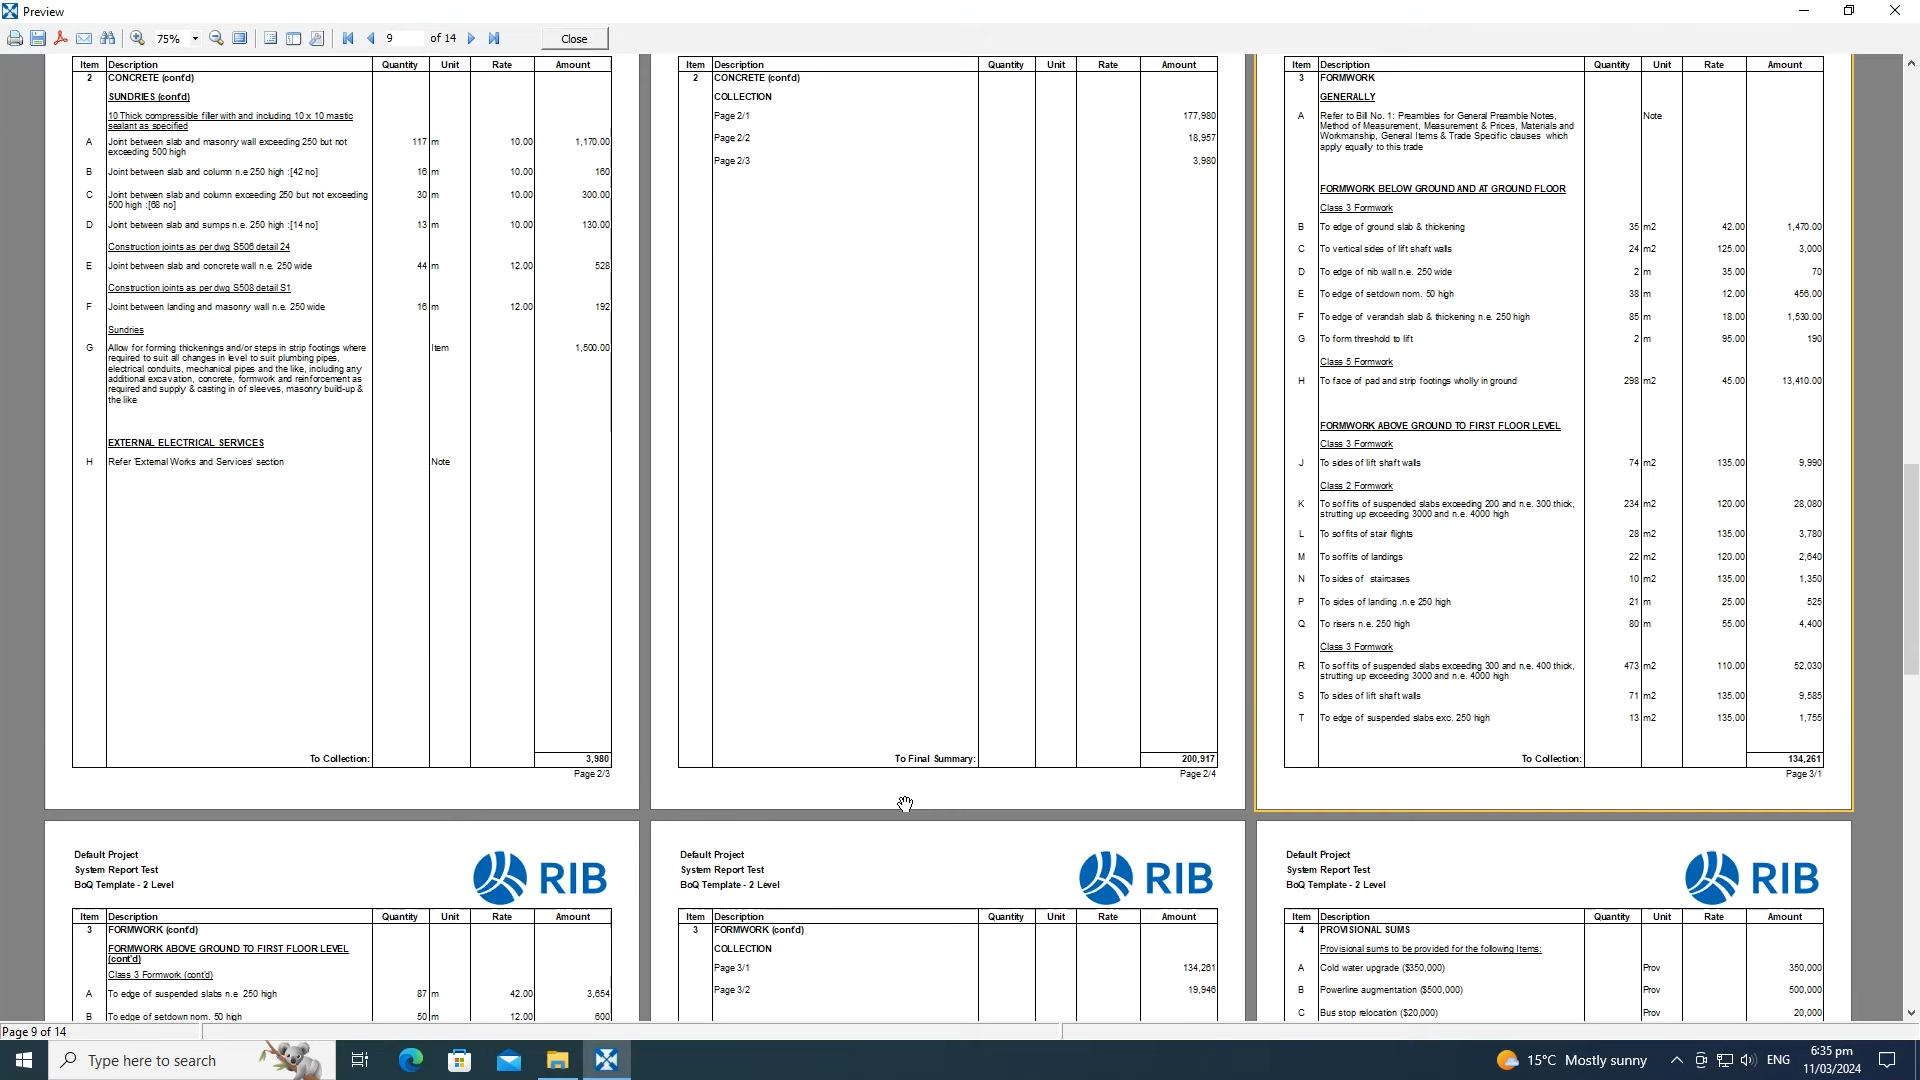 Preview
75%
9
of 14
Close
Item Description Quantity Unit Rate Amount
2 CONCRETE (cont'd)
SUNDRIES (cont'd)
10 Thick compressible filler with and including 10 x 10 mastic
sealant as specified
A Joint between slab and masonry wall exceeding 250 but not 117 m 10.00 1,170.00
exceeding 500 high
B Joint between slab and column n.e 250 high :[42 no] 16 m 10.00 160
C Joint between slab and column exceeding 250 but not exceeding 30 m 10.00 300.00
500 high :[68 no]
D Joint between slab and sumps n.e. 250 high :[14 no] 13 m 10.00 130.00
Construction joints as per dwg S506 detail 24
E Joint between slab and concrete wall n.e. 250 wide 44 m 12.00 528
Construction joints as per dwg S508 detail S1
F Joint between landing and masonry wall n.e. 250 wide 16 m 12.00 192
Sundries
G Allow for forming thickenings and/or steps in strip footings where Item 1,500.00
required to suit all changes in level to suit plumbing pipes,
electrical conduits, mechanical pipes and the like, including any
additional excavation, concrete, formwork and reinforcement as
required and supply & casting in of sleeves, masonry build-up &
the like
EXTERNAL ELECTRICAL SERVICES
H Refer 'External Works and Services' section Note
To Collection: 3,980
Page 2/3
Item Description Quantity Unit Rate Amount
2 CONCRETE (cont'd)
COLLECTION
Page 2/1 177,980
Page 2/2 18,957
Page 2/3 3,980
To Final Summary: 200,917
Page 2/4
Item Description Quantity Unit Rate Amount
3 FORMWORK
GENERALLY
A Refer to Bill No. 1: Preambles for General Preamble Notes, Note
Method of Measurement, Measurement & Prices, Materials and
Workmanship, General Items & Trade Specific clauses which
apply equally to this trade
FORMWORK BELOW GROUND AND AT GROUND FLOOR
Class 3 Formwork
B To edge of ground slab & thickening 35 m2 42.00 1,470.00
C To vertical sides of lift shaft walls 24 m2 125.00 3,000
D To edge of nib wall n.e. 250 wide 2 m 35.00 70
E To edge of setdown nom. 50 high 38 m 12.00 456.00
F To edge of verandah slab & thickening n.e. 250 high 85 m 18.00 1,530.00
G To form threshold to lift 2 m 95.00 190
Class 5 Formwork
H To face of pad and strip footings wholly in ground 298 m2 45.00 13,410.00
FORMWORK ABOVE GROUND TO FIRST FLOOR LEVEL
Class 3 Formwork
J To sides of lift shaft walls 74 m2 135.00 9,990
Class 2 Formwork
K To soffits of suspended slabs exceeding 200 and n.e. 300 thick, 234 m2 120.00 28,080
strutting up exceeding 3000 and n.e. 4000 high
L To soffits of stair flights 28 m2 135.00 3,780
M To soffits of landings 22 m2 120.00 2,640
N To sides of staircases 10 m2 135.00 1,350
P To sides of landing .n.e 250 high 21 m 25.00 525
Q To risers n.e. 250 high 80 m 55.00 4,400
Class 3 Formwork
R To soffits of suspended slabs exceeding 300 and n.e. 400 thick, 473 m2 110.00 52,030
strutting up exceeding 3000 and n.e. 4000 high
S To sides of lift shaft walls 71 m2 135.00 9,585
T To edge of suspended slabs exc. 250 high 13 m2 135.00 1,755
To Collection: 134,261
Page 3/1
Default Project
System Report Test
BoQ Template - 2 Level
RIB
Item Description Quantity Unit Rate Amount
3 FORMWORK (cont'd)
FORMWORK ABOVE GROUND TO FIRST FLOOR LEVEL
(cont'd)
Class 3 Formwork (cont'd)
A To edge of suspended slabs n.e 250 high 87 m 42.00 3,654
B To edge of setdown nom. 50 high 50 m 12.00 600
Default Project
System Report Test
BoQ Template - 2 Level
RIB
Item Description Quantity Unit Rate Amount
3 FORMWORK (cont'd)
COLLECTION
Page 3/1 134,261
Page 3/2 19,946
Default Project
System Report Test
BoQ Template - 2 Level
RIB
Item Description Quantity Unit Rate Amount
4 PROVISIONAL SUMS
Provisional sums to be provided for the following Items:
A Cold water upgrade ($350,000) Prov 350,000
B Powerline augmentation ($500,000) Prov 500,000
C Bus stop relocation ($20,000) Prov 20,000
Page 9 of 14
Type here to search
15°C Mostly sunny
ENG
6:35 pm
11/03/2024